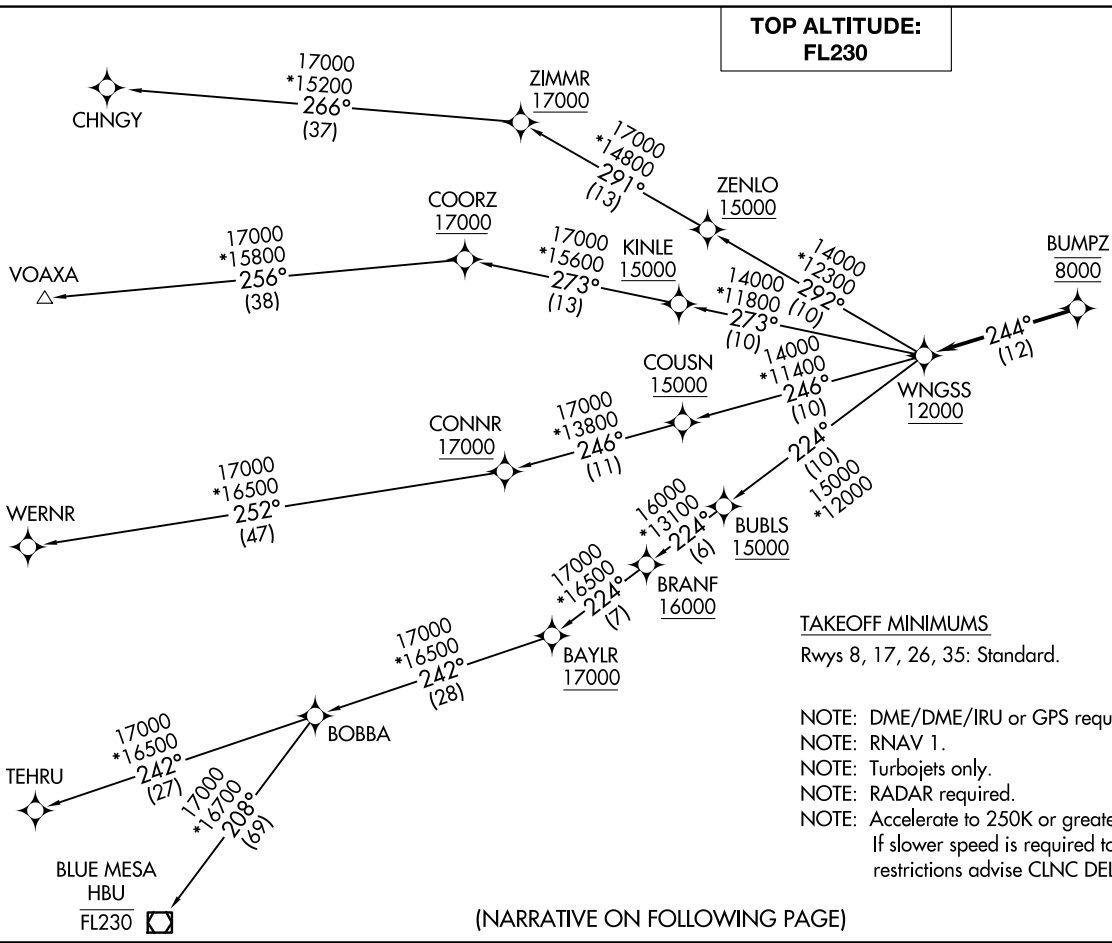 TOP ALTITUDE:
FL230
CHNGY
17000
*15200
266°
(37)
ZIMMR
17000
17000
*14800
291°
(13)
ZENLO
15000
14000
*12300
292°
(10)
BUMPZ
8000
244°
(12)
WNGSS
12000
VOAXA
17000
*15800
256°
(38)
COORZ
17000
17000
*15600
273°
(13)
KINLE
15000
14000
*11800
273°
(10)
WERNR
17000
*16500
252°
(47)
CONNR
17000
17000
*13800
246°
(11)
COUSN
15000
14000
*11400
246°
(10)
224°
(10)
15000
*12000
BUBLS
15000
16000
*13100
224°
(6)
BRANF
16000
17000
*16500
224°
(7)
BAYLR
17000
17000
*16500
242°
(28)
BOBBA
TEHRU
17000
*16500
242°
(27)
17000
*16700
208°
(69)
BLUE MESA
HBU
FL230
TAKEOFF MINIMUMS
Rwys 8, 17, 26, 35: Standard.
NOTE: DME/DME/IRU or GPS requ
NOTE: RNAV 1.
NOTE: Turbojets only.
NOTE: RADAR required.
NOTE: Accelerate to 250K or greate
If slower speed is required to
restrictions advise CLNC DEL
(NARRATIVE ON FOLLOWING PAGE)